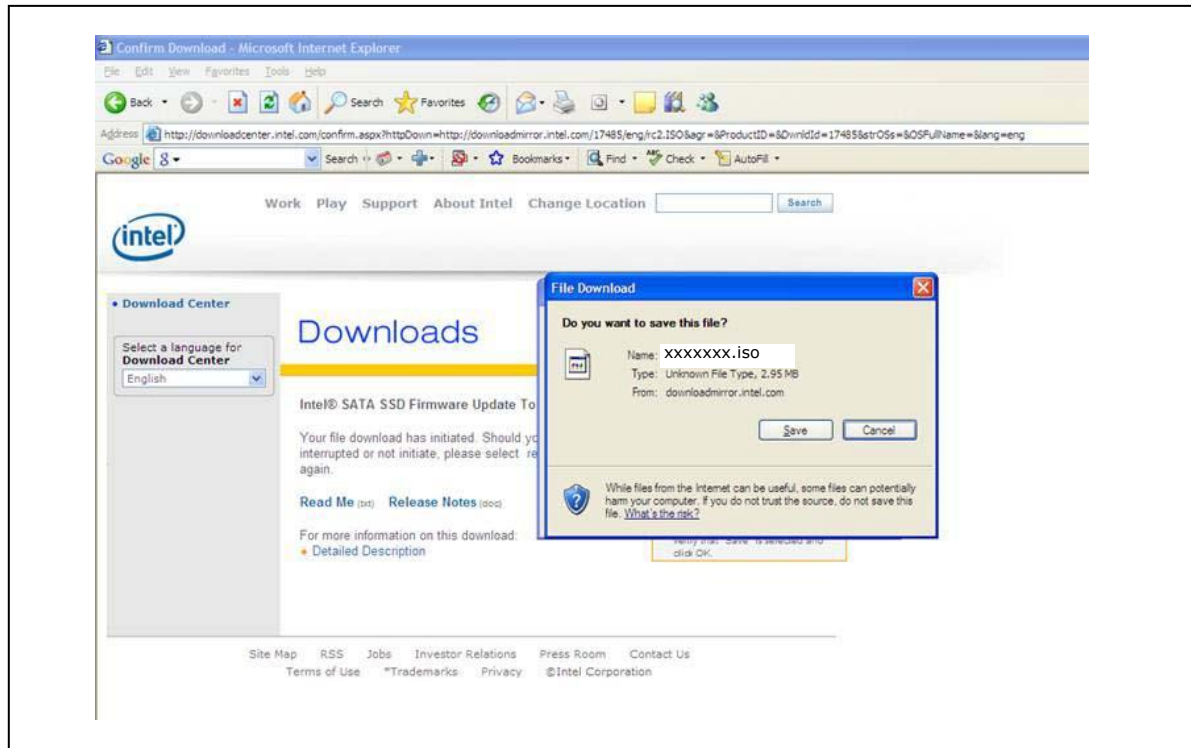 Confirm Download - Microsoft Internet Explorer
File Edit View Favorites Tools Help
Back Search Favorites
Address http://downloadcenter.intel.com/confirm.aspx?httpDown=http://downloadmirror.intel.com/17485/eng/rc2.ISO&agr=&ProductID=&DwnldId=17485&strOSs=&OSFullName=&lang=eng
Google Search Bookmarks Find Check AutoFill
Work Play Support About Intel Change Location Search
intel
Download Center
Select a language for
Download Center
English
Downloads
Intel® SATA SSD Firmware Update To
Your file download has initiated. Should yo
interrupted or not initiate, please select re
again.
Read Me (txt) Release Notes (doc)
For more information on this download:
• Detailed Description
File Download
Do you want to save this file?
Name: xxxxxxx.iso
Type: Unknown File Type, 2.95 MB
From: downloadmirror.intel.com
Save Cancel
While files from the Internet can be useful, some files can potentially
harm your computer. If you do not trust the source, do not save this
file. What's the risk?
verify that "Save" is selected and
click OK.
Site Map RSS Jobs Investor Relations Press Room Contact Us
Terms of Use *Trademarks Privacy ©Intel Corporation